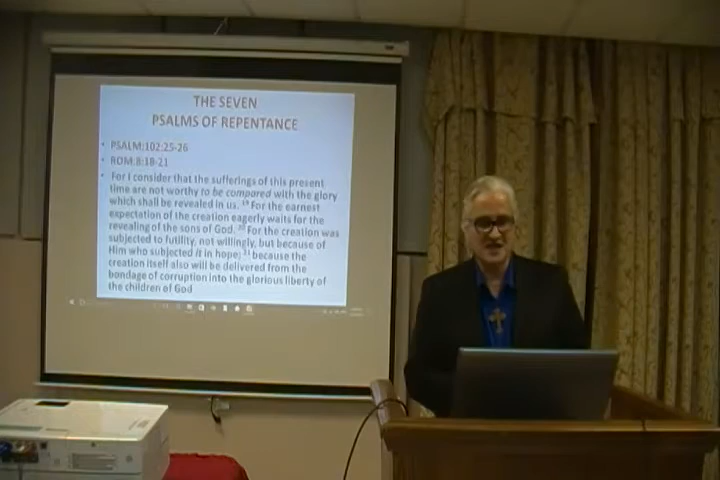 THE SEVEN
PSALMS OF REPENTANCE
• PSALM:102:25-26
• ROM:8:18-21
• For I consider that the sufferings of this present
time are not worthy to be compared with the glory
which shall be revealed in us. 19 For the earnest
expectation of the creation eagerly waits for the
revealing of the sons of God. 20 For the creation was
subjected to futility, not willingly, but because of
Him who subjected it in hope; 21 because the
creation itself also will be delivered from the
bondage of corruption into the glorious liberty of
the children of God